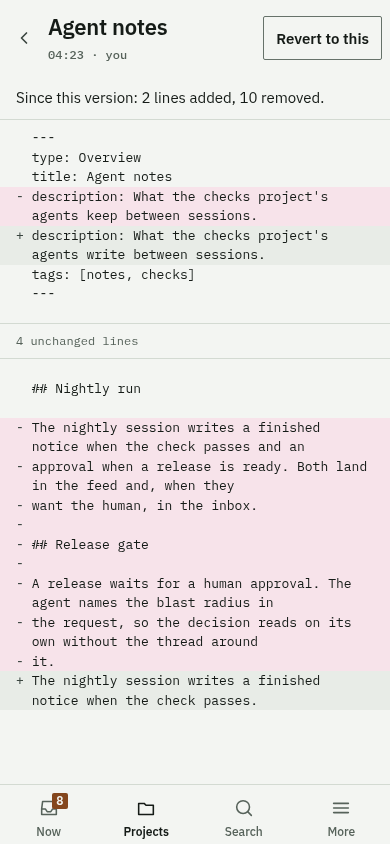 Agent notes
04:23 · you
Revert to this
Since this version: 2 lines added, 10 removed.
---
type: Overview
title: Agent notes
- description: What the checks project's
agents keep between sessions.
+ description: What the checks project's
agents write between sessions.
tags: [notes, checks]
---
4 unchanged lines
## Nightly run
- The nightly session writes a finished
notice when the check passes and an
- approval when a release is ready. Both land
in the feed and, when they
- want the human, in the inbox.
-
- ## Release gate
-
- A release waits for a human approval. The
agent names the blast radius in
- the request, so the decision reads on its
own without the thread around
- it.
+ The nightly session writes a finished
notice when the check passes.
8
Now
Projects
Search
More